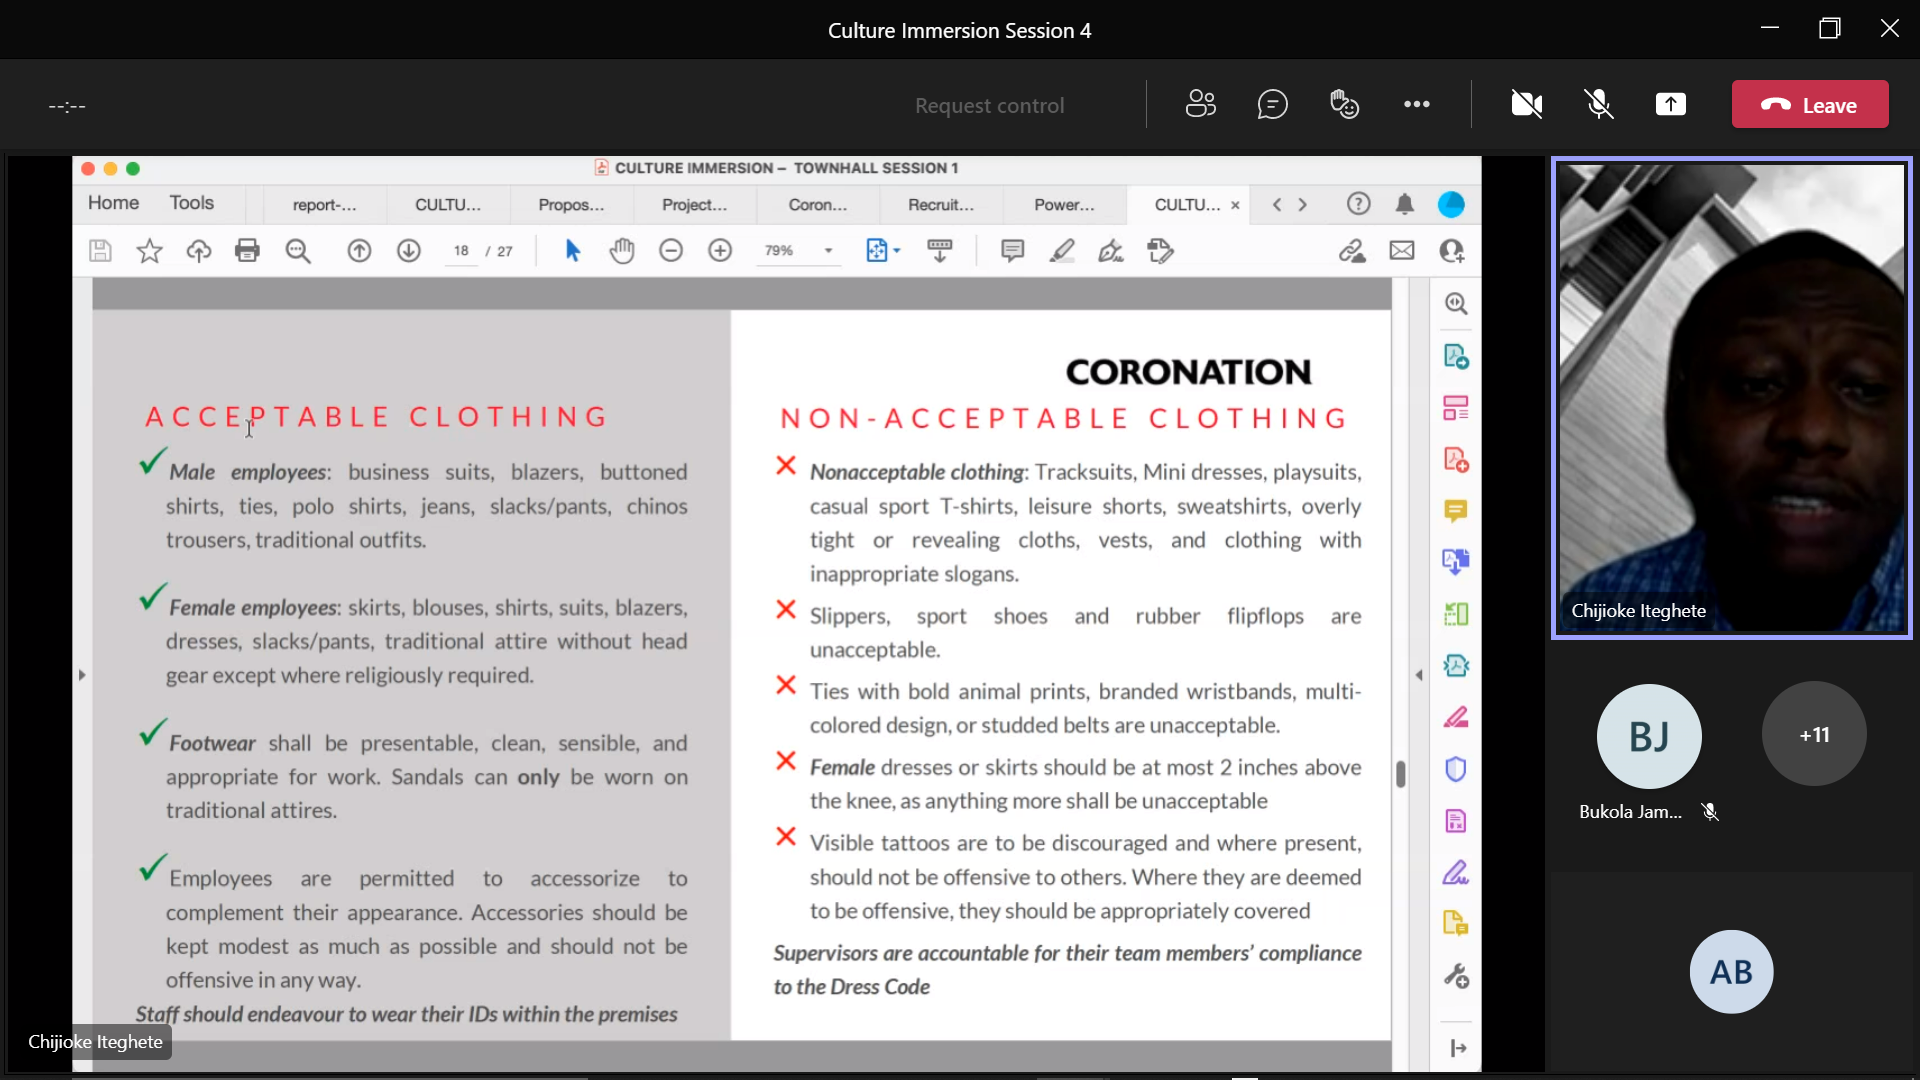 Culture Immersion Session 4
--:--
Request control
Leave
CULTURE IMMERSION – TOWNHALL SESSION 1
Home
Tools
report-...
CULTU...
Propos...
Project...
Coron...
Recruit...
Power...
CULTU... ×
18 / 27
79%
CORONATION
ACCEPTABLE CLOTHING
Male employees: business suits, blazers, buttoned
shirts, ties, polo shirts, jeans, slacks/pants, chinos
trousers, traditional outfits.
Female employees: skirts, blouses, shirts, suits, blazers,
dresses, slacks/pants, traditional attire without head
gear except where religiously required.
Footwear shall be presentable, clean, sensible, and
appropriate for work. Sandals can only be worn on
traditional attires.
Employees are permitted to accessorize to
complement their appearance. Accessories should be
kept modest as much as possible and should not be
offensive in any way.
Staff should endeavour to wear their IDs within the premises
NON-ACCEPTABLE CLOTHING
Nonacceptable clothing: Tracksuits, Mini dresses, playsuits,
casual sport T-shirts, leisure shorts, sweatshirts, overly
tight or revealing cloths, vests, and clothing with
inappropriate slogans.
Slippers, sport shoes and rubber flipflops are
unacceptable.
Ties with bold animal prints, branded wristbands, multi-
colored design, or studded belts are unacceptable.
Female dresses or skirts should be at most 2 inches above
the knee, as anything more shall be unacceptable
Visible tattoos are to be discouraged and where present,
should not be offensive to others. Where they are deemed
to be offensive, they should be appropriately covered
Supervisors are accountable for their team members' compliance
to the Dress Code
Chijioke Iteghete
Chijioke Iteghete
BJ
+11
Bukola Jam...
AB